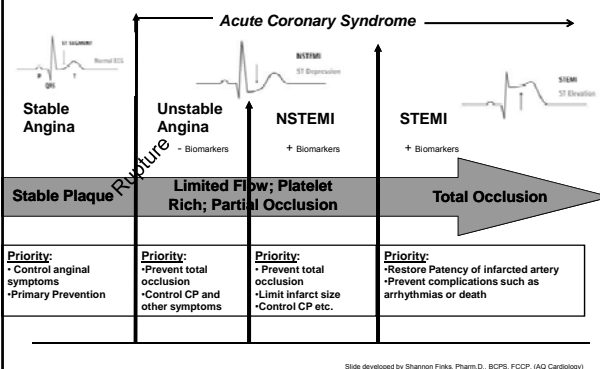 Acute Coronary Syndrome
ST SEGMENT
Normal ECG
P
T
QRS
NSTEMI
ST Depression
STEMI
ST Elevation
Stable
Angina
Unstable
Angina
- Biomarkers
NSTEMI
+ Biomarkers
STEMI
+ Biomarkers
Rupture
Stable Plaque
Limited Flow; Platelet
Rich; Partial Occlusion
Total Occlusion
Priority:
• Control anginal
symptoms
•Primary Prevention
Priority:
•Prevent total
occlusion
•Control CP and
other symptoms
Priority:
• Prevent total
occlusion
•Limit infarct size
•Control CP etc.
Priority:
•Restore Patency of infarcted artery
•Prevent complications such as
arrhythmias or death
Slide developed by Shannon Finks, Pharm.D., BCPS, FCCP, (AQ Cardiology)